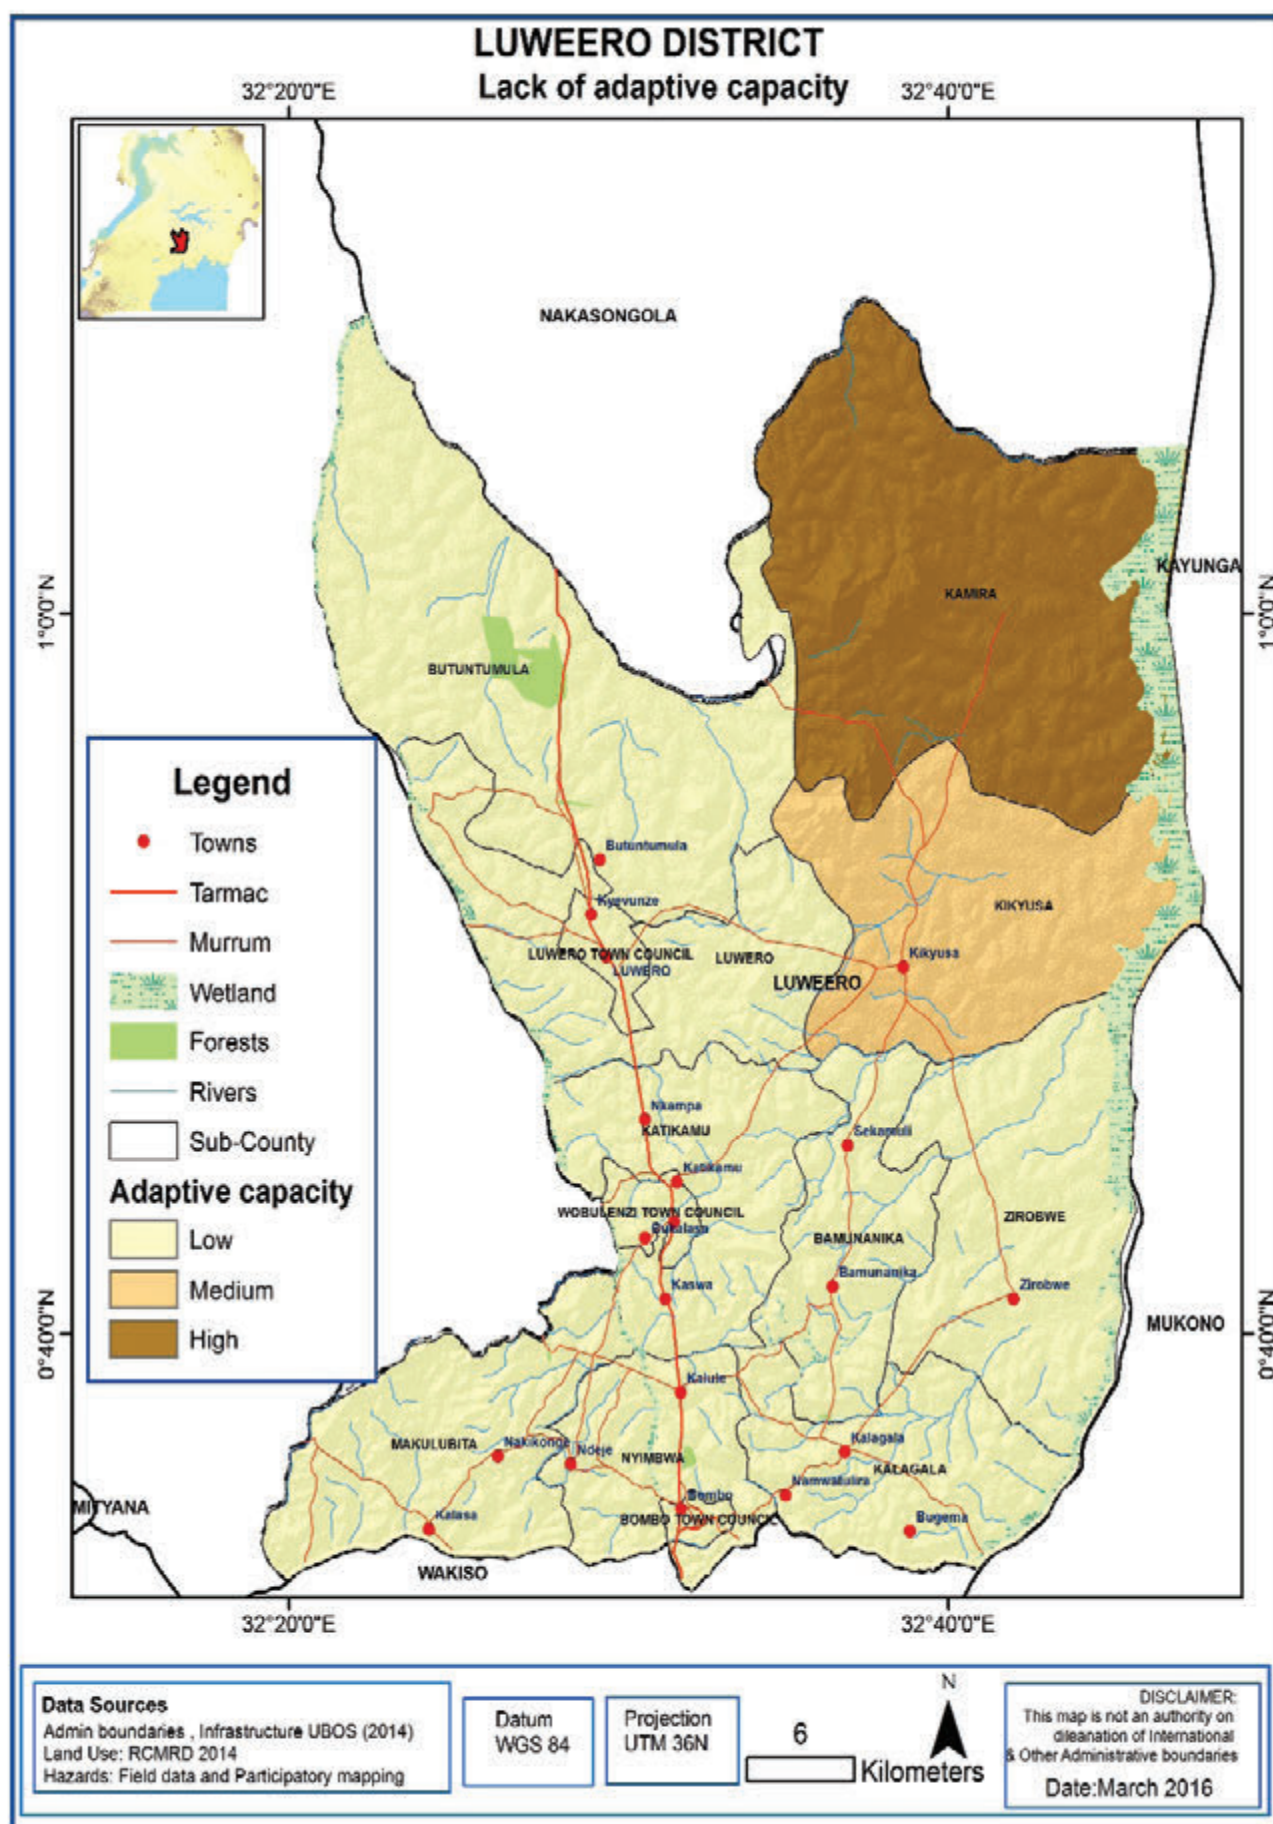 LUWEERO DISTRICT
Lack of adaptive capacity
32°20'0"E
32°40'0"E
NAKASONGOLA
1°0'0"N
1°0'0"N
KAYUNGA
KAMIRA
BUTUNTUMULA
Legend
Towns
Tarmac
Murrum
Wetland
Forests
Rivers
Sub-County
Adaptive capacity
Low
Medium
High
Butuntumula
Kyevunze
KIKYUSA
LUWERO TOWN COUNCIL
LUWERO
LUWERO
Kikyusa
LUWEERO
Nkampa
KATIKAMU
Sekamuli
Katikamu
WOBULENZI TOWN COUNCIL
Bukalasa
ZIROBWE
BAMUNANIKA
Bamunanika
Kaswa
Zirobwe
0°40'0"N
0°40'0"N
MUKONO
Kalule
MAKULUBITA
Nakikonge
Ndeje
NYIMBWA
Kalagala
KALAGALA
Namwatulira
MITYANA
Kalasa
Bombo
BOMBO TOWN COUNCIL
Bugema
WAKISO
32°20'0"E
32°40'0"E
Data Sources
Admin boundaries , Infrastructure UBOS (2014)
Land Use: RCMRD 2014
Hazards: Field data and Participatory mapping
Datum
WGS 84
Projection
UTM 36N
6
Kilometers
N
DISCLAIMER:
This map is not an authority on
dileanation of International
& Other Administrative boundaries
Date:March 2016